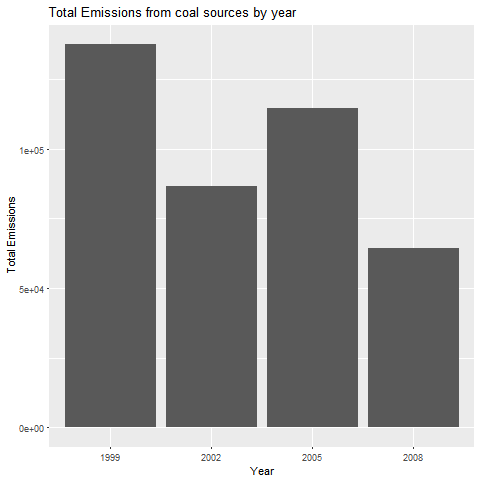 Total Emissions from coal sources by year
1e+05
5e+04
0e+00
Total Emissions
1999 2002 2005 2008
Year